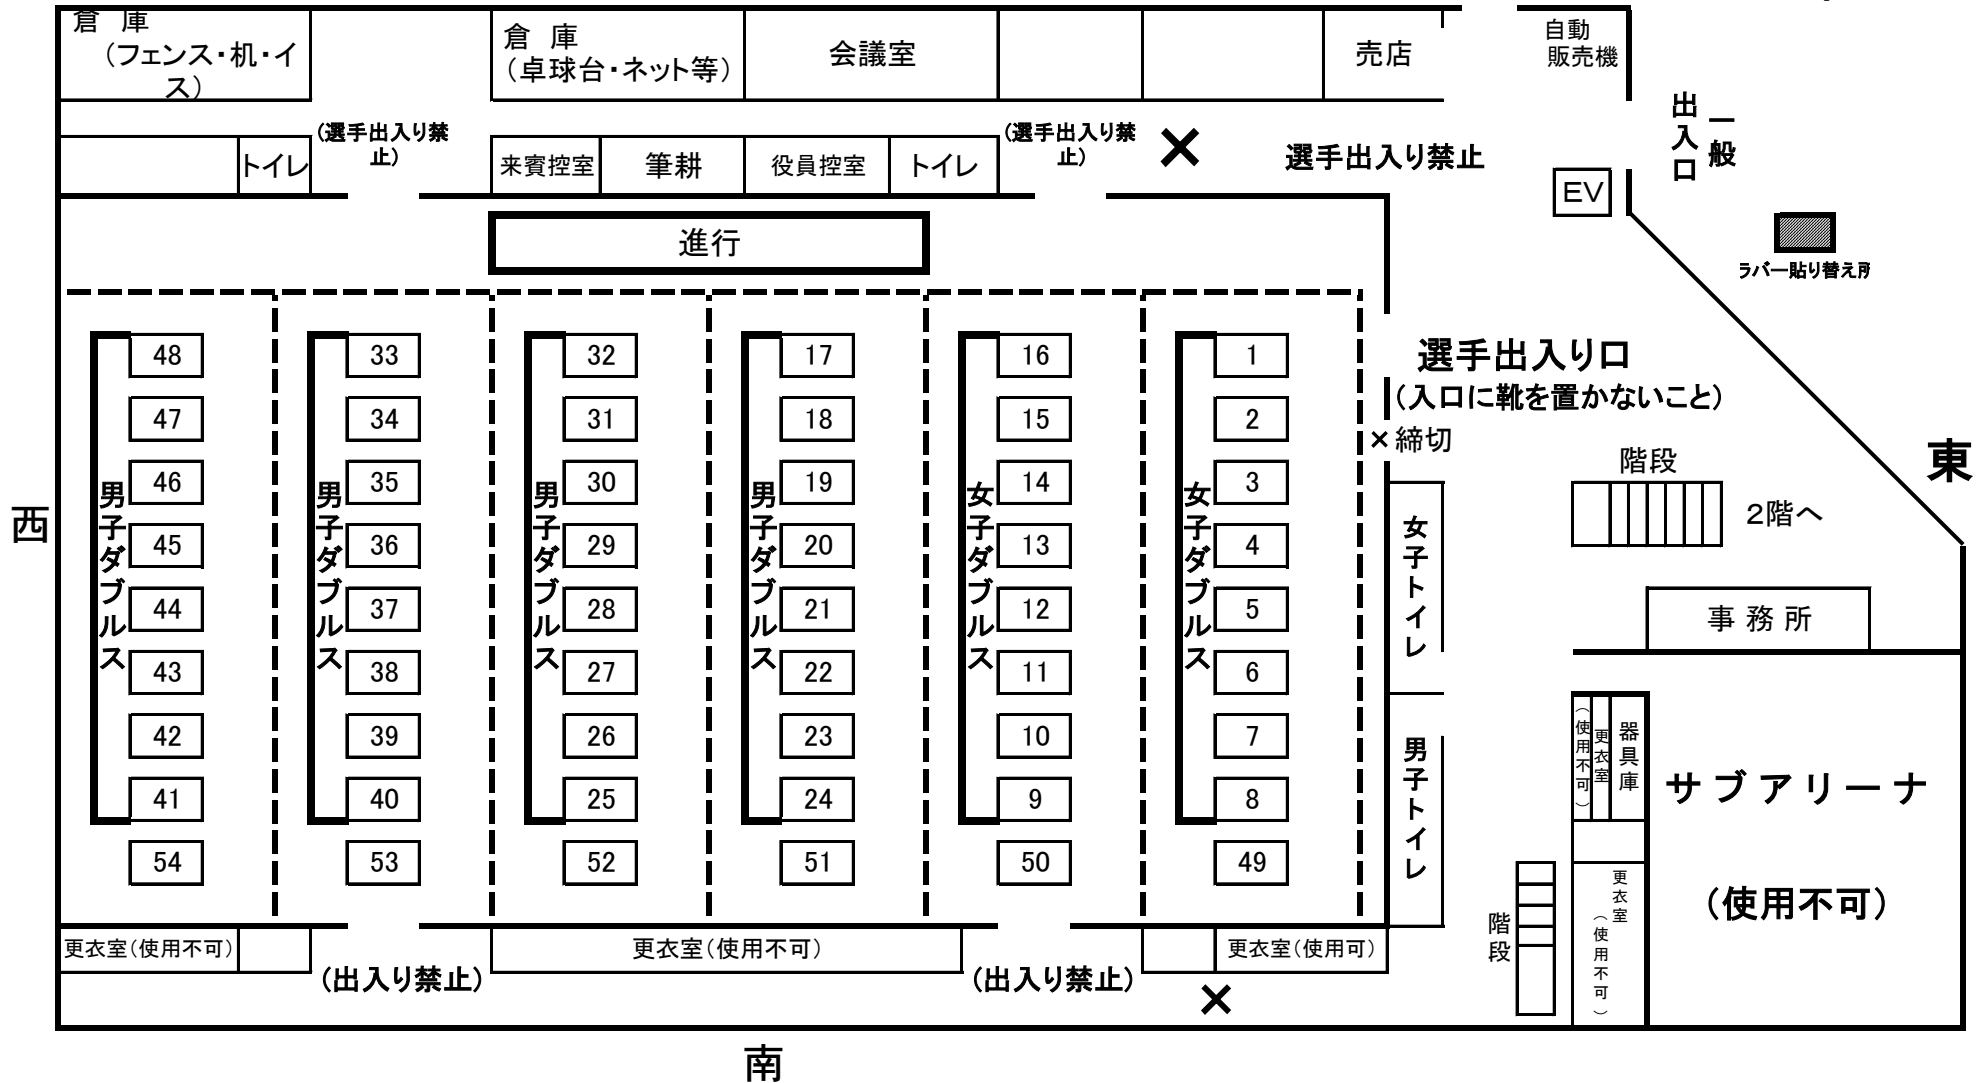 倉 庫
（フェンス・机・イ
ス）
倉 庫
（卓球台・ネット等）
会議室
売店
自動
販売機
一般
出入口
トイレ
（選手出入り禁
止）
来賓控室
筆耕
役員控室
トイレ
（選手出入り禁
止）
×
選手出入り禁止
EV
進行
ラバー貼り替え所
48
33
32
17
16
1
選手出入り口
（入口に靴を置かないこと）
47
34
31
18
15
2
×締切
46
35
30
19
14
3
階段
2階へ
東
西
45
36
29
20
13
4
44
37
28
21
12
5
43
38
27
22
11
6
42
39
26
23
10
7
41
40
25
24
9
8
54
53
52
51
50
49
男子ダブルス
男子ダブルス
男子ダブルス
男子ダブルス
女子ダブルス
女子ダブルス
女子トイレ
男子トイレ
事 務 所
器具庫
更衣室
（使用不可）
サブアリーナ
（使用不可）
更衣室
（使用不可）
階段
更衣室（使用不可）
（出入り禁止）
更衣室（使用不可）
（出入り禁止）
更衣室（使用可）
×
南